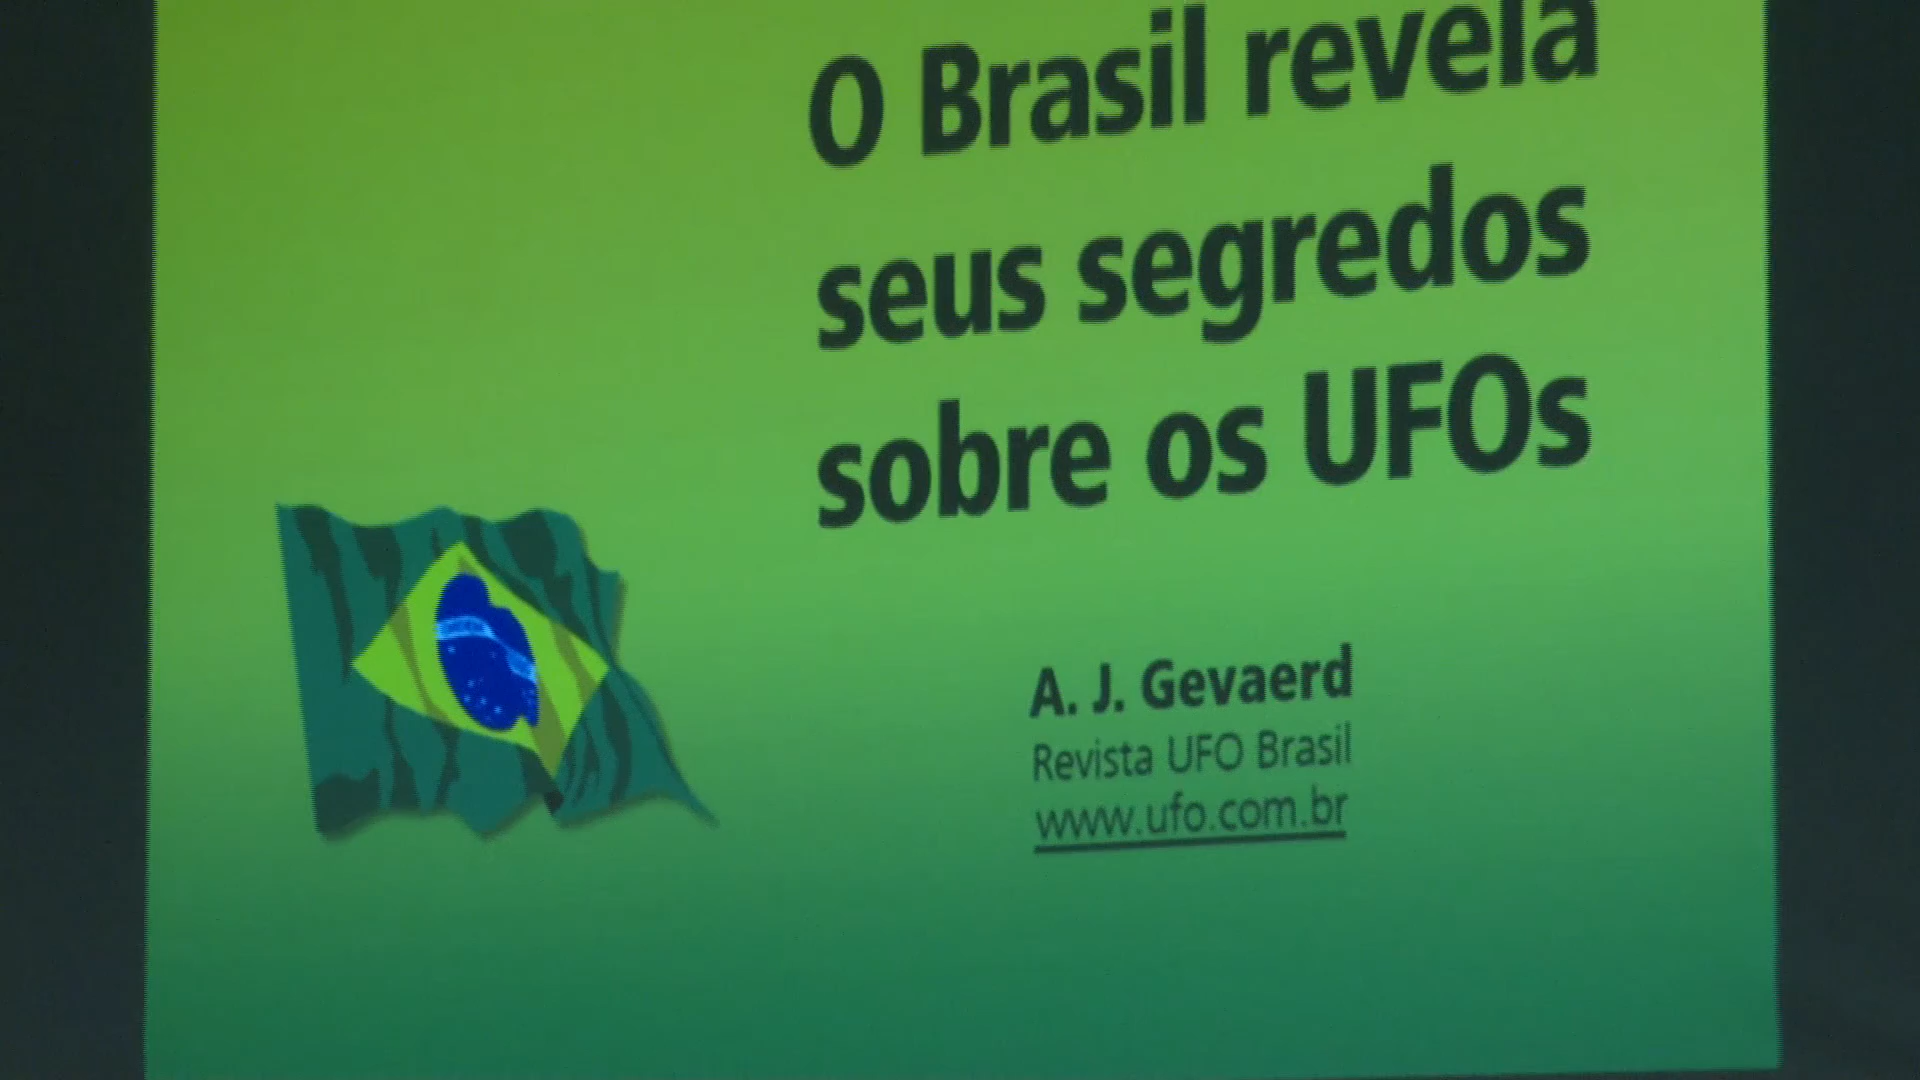 O Brasil revela
seus segredos
sobre os UFOs
A. J. Gevaerd
Revista UFO Brasil
www.ufo.com.br